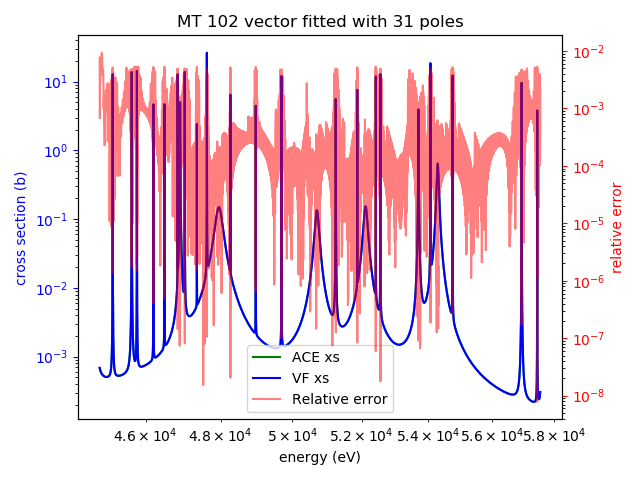 MT 102 vector fitted with 31 poles
cross section (b)
10¹
10⁰
10⁻¹
10⁻²
10⁻³
relative error
10⁻²
10⁻³
10⁻⁴
10⁻⁵
10⁻⁶
10⁻⁷
10⁻⁸
ACE xs
VF xs
Relative error
4.6 × 10⁴ 4.8 × 10⁴ 5 × 10⁴ 5.2 × 10⁴ 5.4 × 10⁴ 5.6 × 10⁴ 5.8 × 10⁴
energy (eV)